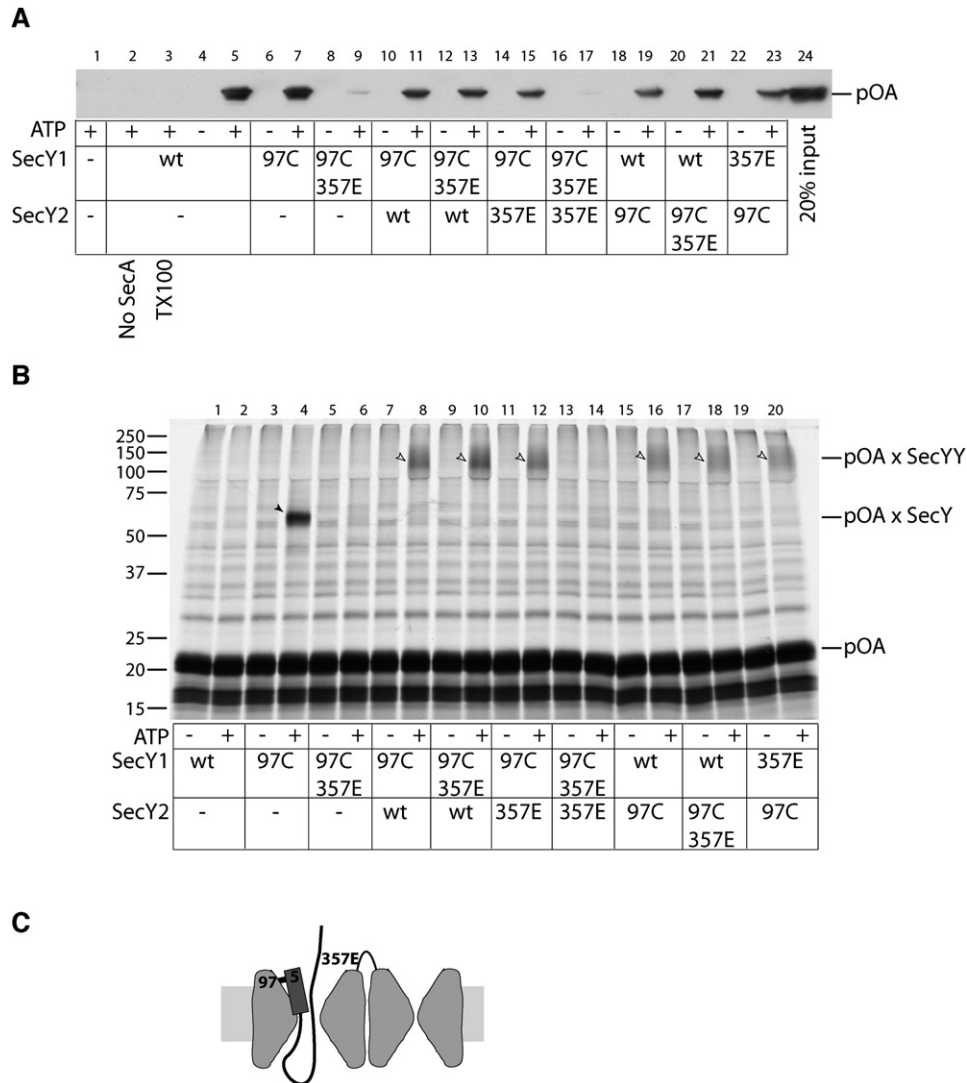 A
1 2 3 4 5 6 7 8 9 10 11 12 13 14 15 16 17 18 19 20 21 22 23 24
pOA
ATP + + + - + - + - + - + - + - + - + - + - + - + 20% input
SecY1 - wt 97C 97C 97C 97C 97C 97C wt wt 357E
357E 357E 357E
SecY2 - - - - wt wt 357E 357E 97C 97C 97C
357E
No SecA
TX100
B
1 2 3 4 5 6 7 8 9 10 11 12 13 14 15 16 17 18 19 20
250
150
100
75
50
37
25
20
15
pOA x SecYY
pOA x SecY
pOA
ATP - + - + - + - + - + - + - + - + - + - +
SecY1 wt 97C 97C 97C 97C 97C 97C wt wt 357E
357E 357E 357E
SecY2 - - - wt wt 357E 357E 97C 97C 97C
357E
C
357E
97 5